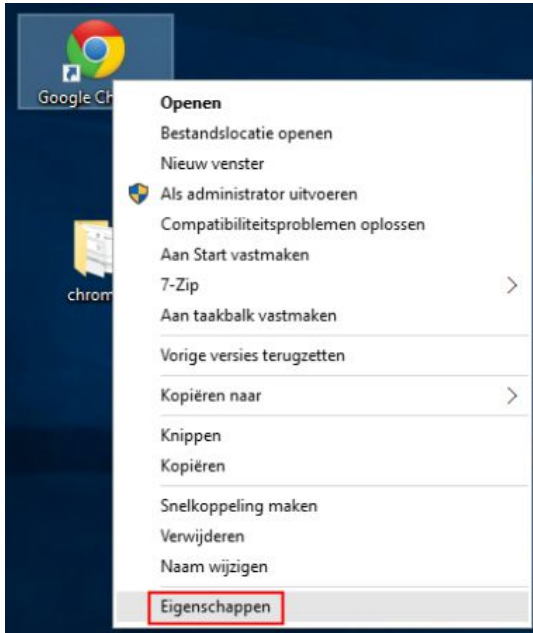 Google Ch
Openen
Bestandslocatie openen
Nieuw venster
Als administrator uitvoeren
Compatibiliteitsproblemen oplossen
Aan Start vastmaken
7-Zip
chrom
Aan taakbalk vastmaken
Vorige versies terugzetten
Kopiëren naar
Knippen
Kopiëren
Snelkoppeling maken
Verwijderen
Naam wijzigen
Eigenschappen